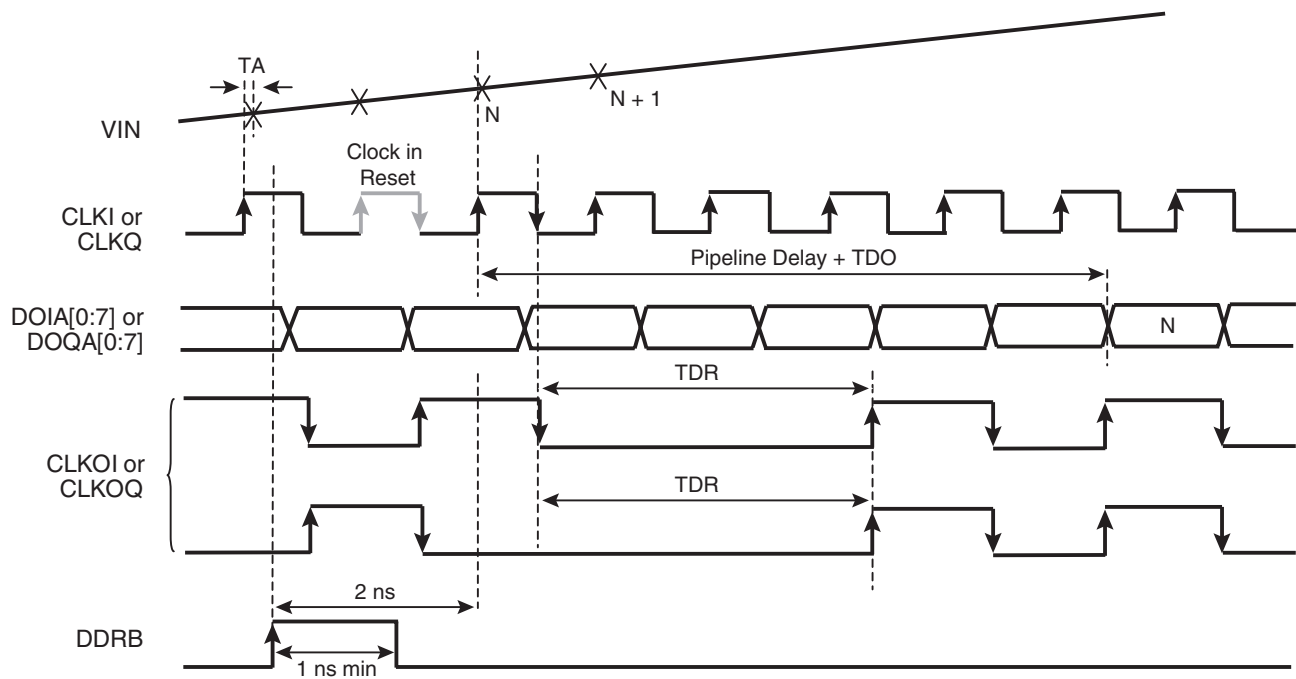 TA
VIN
N
N + 1
Clock in
Reset
CLKI or
CLKQ
Pipeline Delay + TDO
DOIA[0:7] or
DOQA[0:7]
N
TDR
CLKOI or
CLKOQ
TDR
2 ns
DDRB
1 ns min